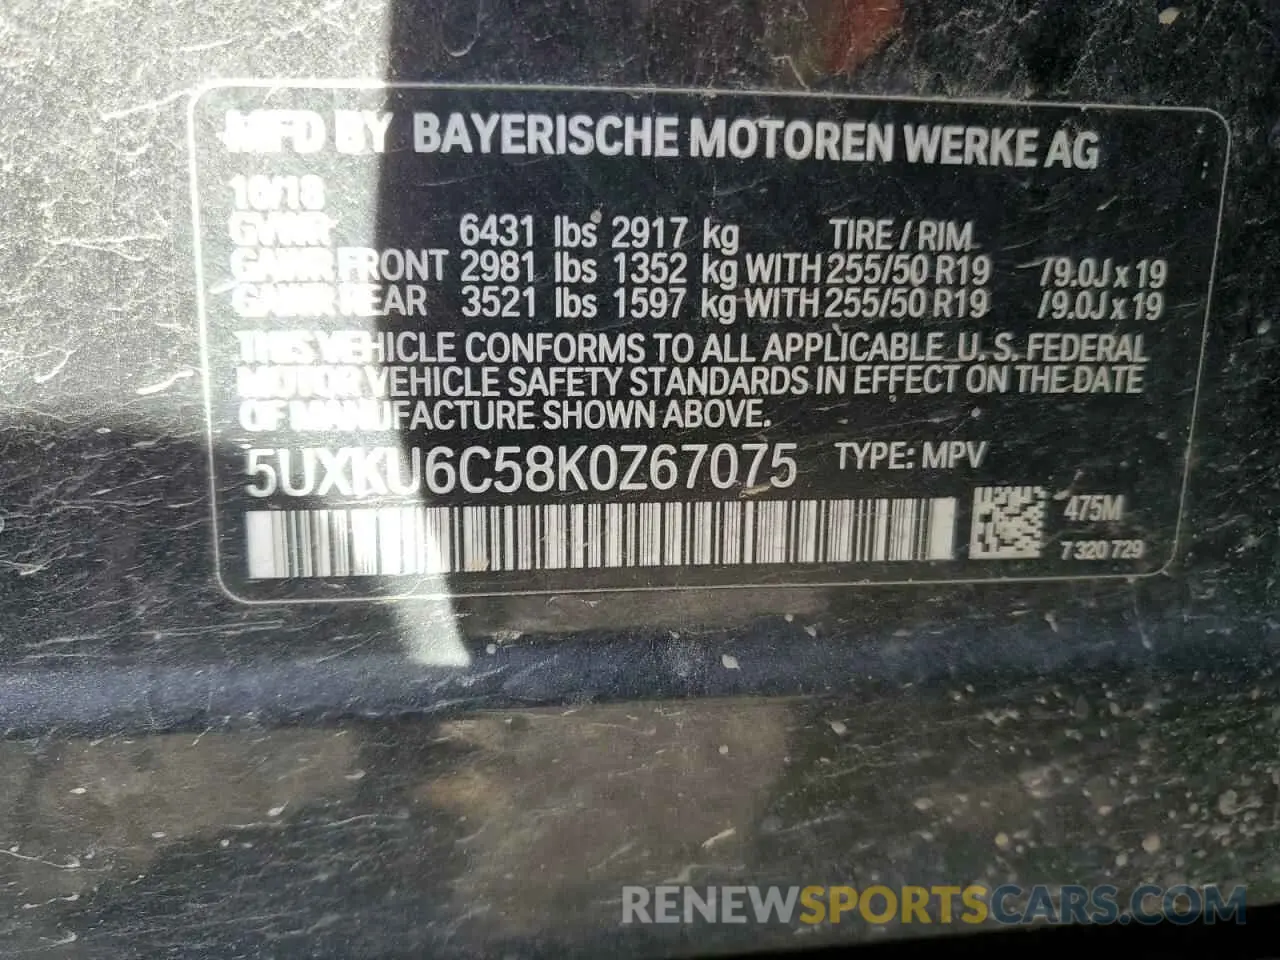 MFD BY BAYERISCHE MOTOREN WERKE AG
10/18
GVWR 6431 lbs 2917 kg TIRE / RIM
GAWR FRONT 2981 lbs 1352 kg WITH 255/50 R19 /9.0J x 19
GAWR REAR 3521 lbs 1597 kg WITH 255/50 R19 /9.0J x 19
THIS VEHICLE CONFORMS TO ALL APPLICABLE U. S. FEDERAL
MOTOR VEHICLE SAFETY STANDARDS IN EFFECT ON THE DATE
OF MANUFACTURE SHOWN ABOVE.
5UXKU6C58K0Z67075 TYPE: MPV
475M
7 320 729
RENEWSPORTSCARS.COM